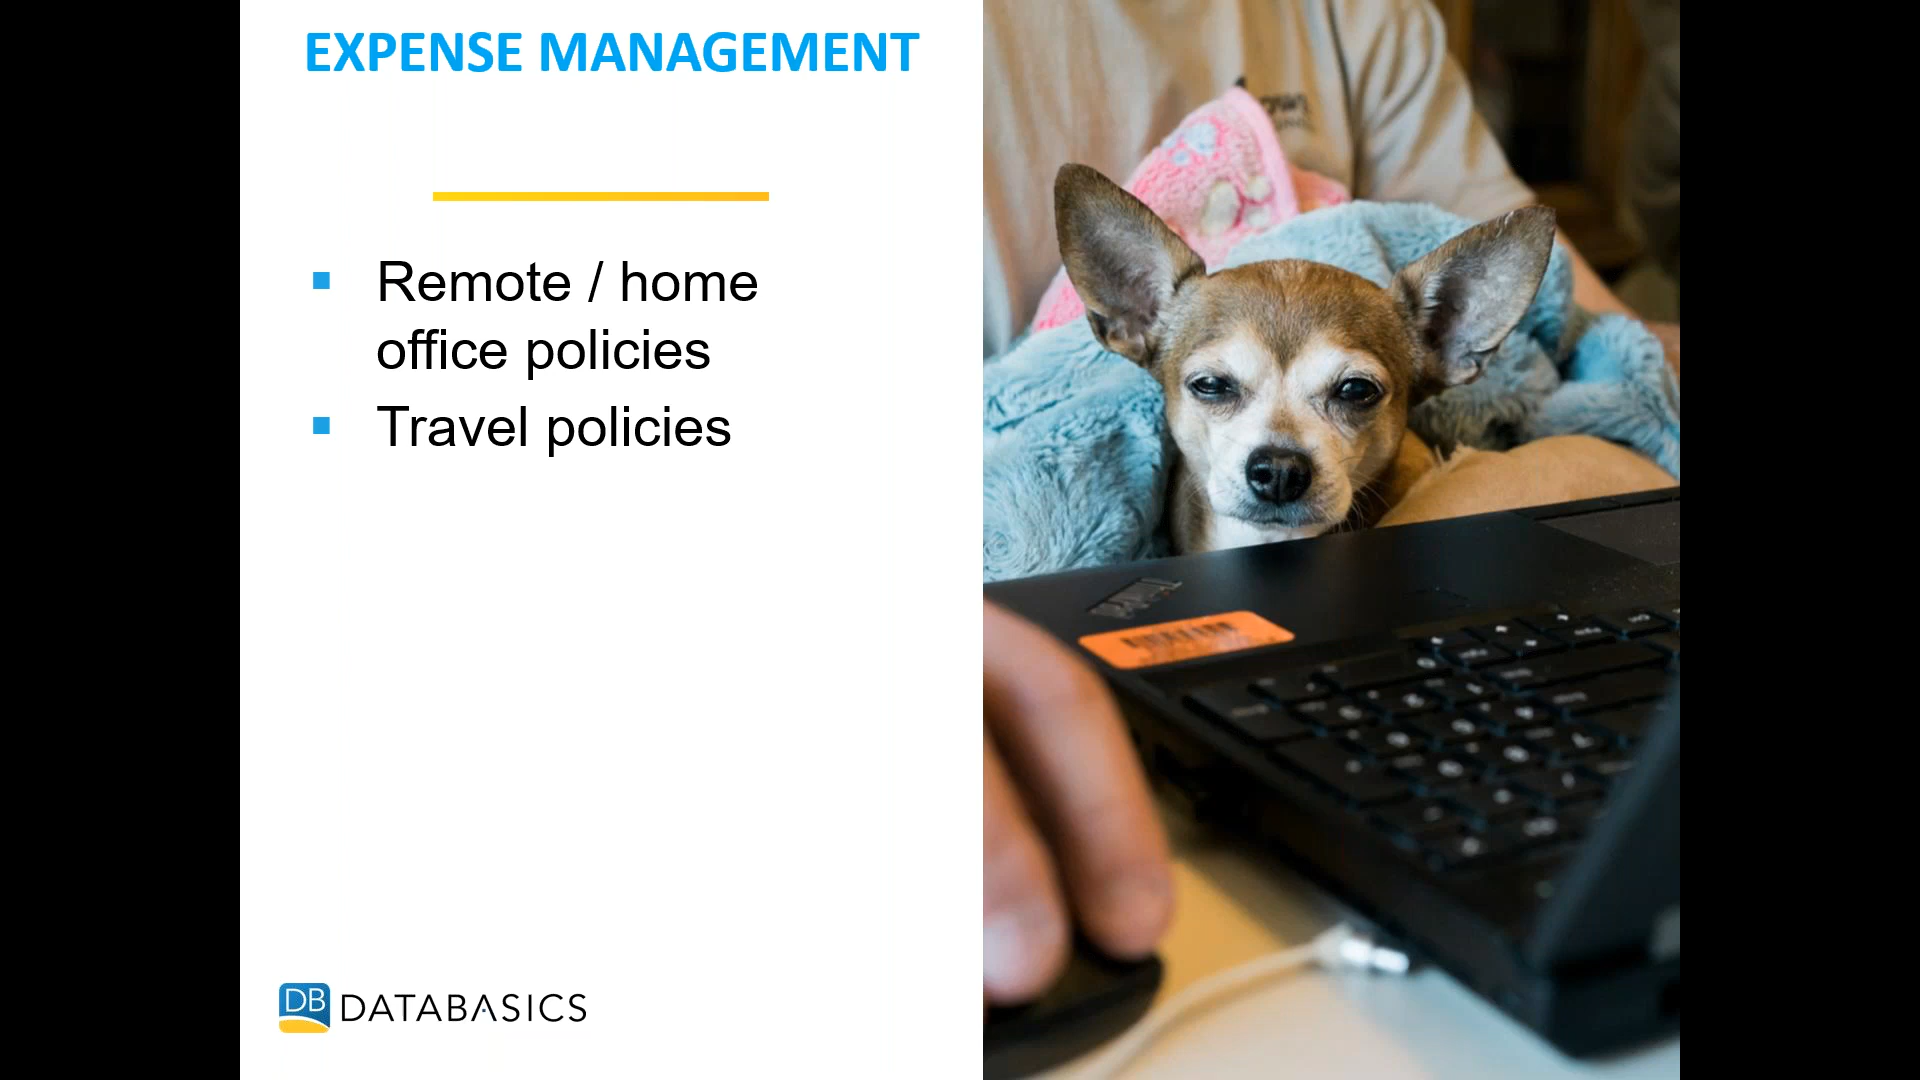 EXPENSE MANAGEMENT
Remote / home
office policies
Travel policies
DB DATABASICS